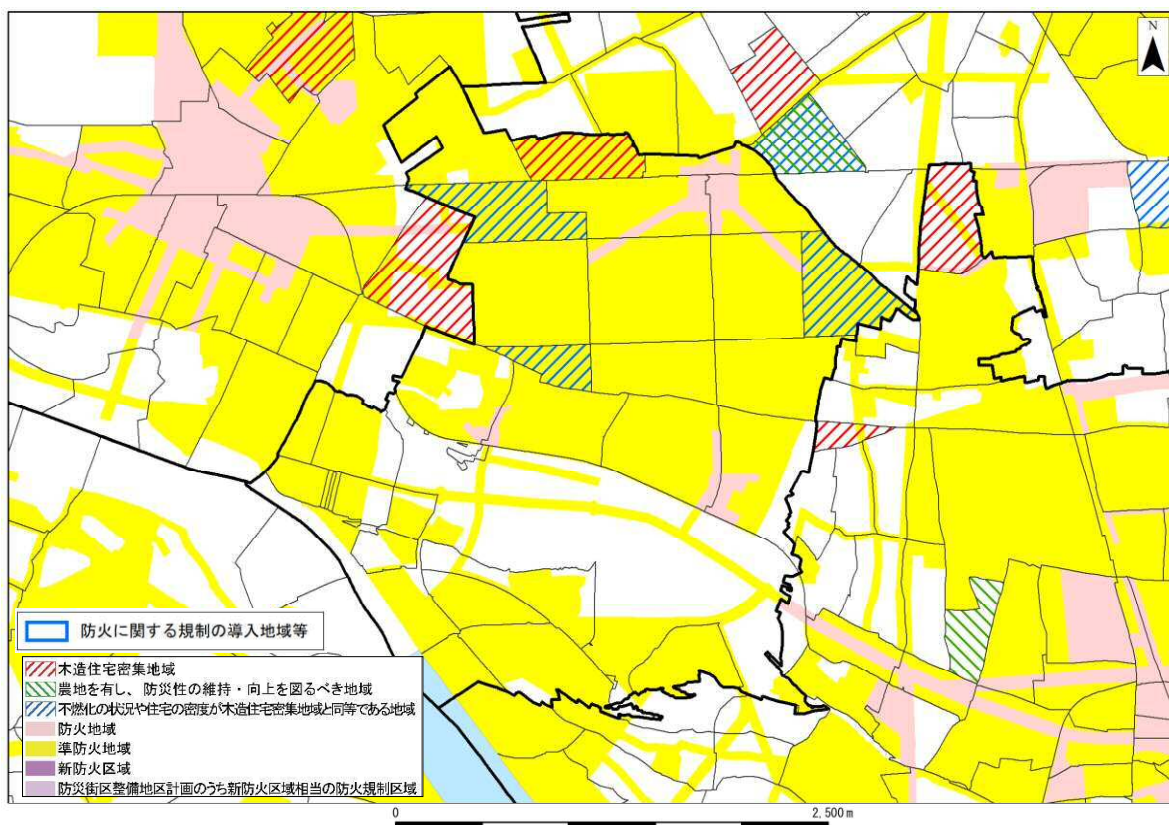 N
防火に関する規制の導入地域等
木造住宅密集地域
農地を有し、防災性の維持・向上を図るべき地域
不燃化の状況や住宅の密度が木造住宅密集地域と同等である地域
防火地域
準防火地域
新防火区域
防災街区整備地区計画のうち新防火区域相当の防火規制区域
0 2,500m